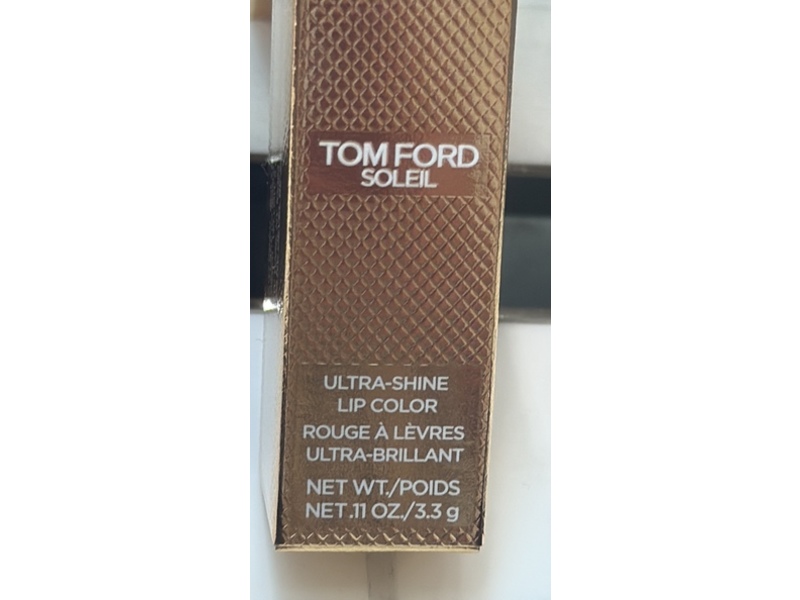 TOM FORD
SOLEIL
ULTRA-SHINE
LIP COLOR
ROUGE À LÈVRES
ULTRA-BRILLANT
NET WT./POIDS
NET .11 OZ./3.3 g